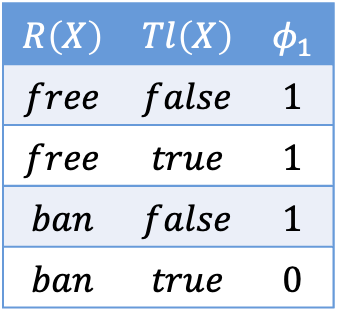 R(X) Tl(X) ϕ₁
free false 1
free true 1
ban false 1
ban true 0